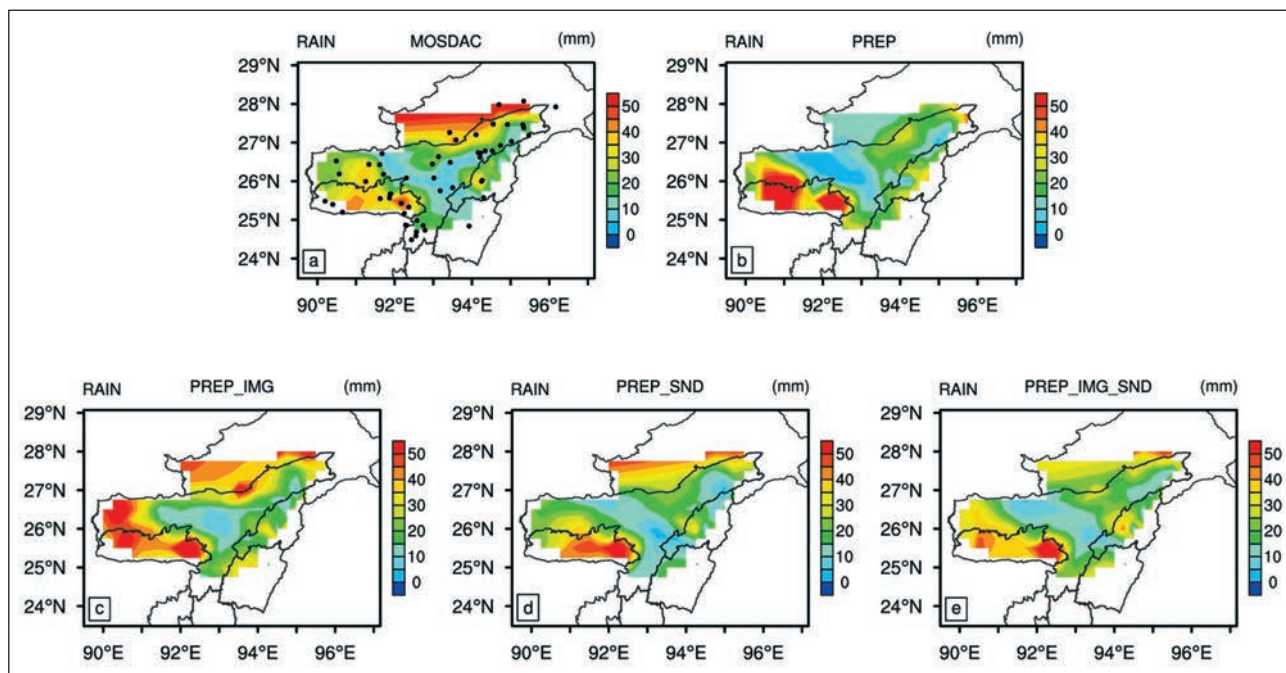 RAIN MOSDAC (mm)
29°N
28°N
27°N
26°N
25°N
24°N
90°E 92°E 94°E 96°E
50
40
30
20
10
0
a
RAIN PREP (mm)
29°N
28°N
27°N
26°N
25°N
24°N
90°E 92°E 94°E 96°E
50
40
30
20
10
0
b
RAIN PREP_IMG (mm)
29°N
28°N
27°N
26°N
25°N
24°N
90°E 92°E 94°E 96°E
50
40
30
20
10
0
c
RAIN PREP_SND (mm)
29°N
28°N
27°N
26°N
25°N
24°N
90°E 92°E 94°E 96°E
50
40
30
20
10
0
d
RAIN PREP_IMG_SND (mm)
29°N
28°N
27°N
26°N
25°N
24°N
90°E 92°E 94°E 96°E
50
40
30
20
10
0
e